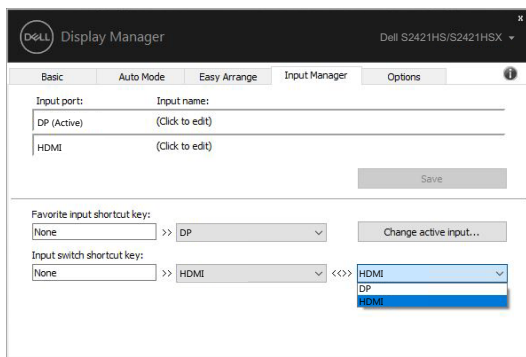 x
DELL Display Manager Dell S2421HS/S2421HSX
Basic Auto Mode Easy Arrange Input Manager Options
Input port: Input name:
DP (Active) (Click to edit)
HDMI (Click to edit)
Save
Favorite input shortcut key:
None >> DP Change active input...
Input switch shortcut key:
None >> HDMI <<>> HDMI
DP
HDMI